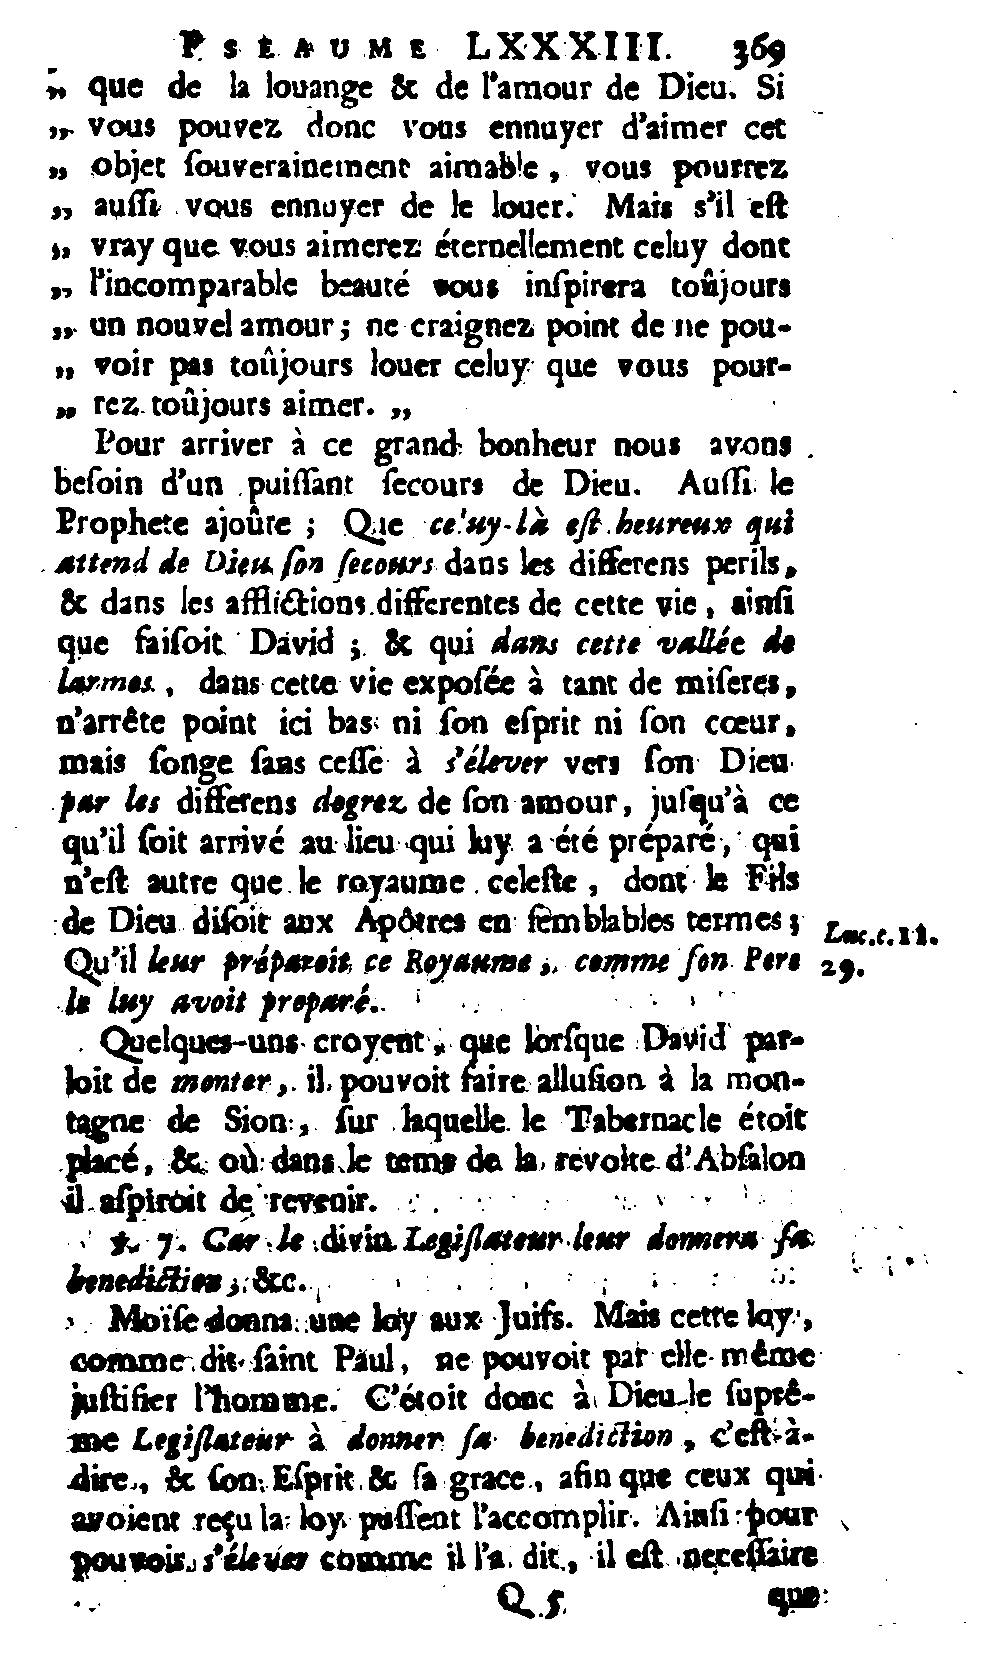 PSEAUME LXXXIII. 369
„ que de la louange & de l'amour de Dieu. Si
„ vous pouvez donc vous ennuyer d'aimer cet
„ objet ſouverainement aimable, vous pourrez
„ auſſi vous ennuyer de le louer. Mais s'il eſt
„ vray que vous aimerez éternellement celuy dont
„ l'incomparable beauté vous inſpirera toûjours
„ un nouvel amour; ne craignez point de ne pou-
„ voir pas toûjours louer celuy que vous pour-
„ rez toûjours aimer. „
Pour arriver à ce grand bonheur nous avons
beſoin d'un puiſſant ſecours de Dieu. Auſſi le
Prophete ajoûte; Que celuy-là eſt heureux qui
attend de Dieu ſon ſecours dans les differens perils,
& dans les afflictions differentes de cette vie, ainſi
que faiſoit David; & qui dans cette vallée de
larmes, dans cette vie expoſée à tant de miſeres,
n'arrête point ici bas ni ſon eſprit ni ſon cœur,
mais ſonge ſans ceſſe à s'élever vers ſon Dieu
par les differens degrez de ſon amour, juſqu'à ce
qu'il ſoit arrivé au lieu qui luy a été préparé, qui
n'eſt autre que le royaume celeſte, dont le Fils
de Dieu diſoit aux Apôtres en ſemblables termes;
Luc. c. 22.
Qu'il leur préparoit ce Royaume, comme ſon Pere
29.
le luy avoit preparé.
Quelques-uns croyent, que lorſque David par-
loit de monter, il pouvoit faire alluſion à la mon-
tagne de Sion, ſur laquelle le Tabernacle étoit
placé, & où dans le tems de la revolte d'Abſalon
il aſpiroit de revenir.
℣. 7. Car le divin Legiſlateur leur donnera ſa
benediction, &c.
Moïſe donna une loy aux Juifs. Mais cette loy,
comme dit ſaint Paul, ne pouvoit par elle-même
juſtifier l'homme. C'étoit donc à Dieu le ſuprê-
me Legiſlateur à donner ſa benediction, c'eſt-à-
dire, & ſon Eſprit & ſa grace, afin que ceux qui
avoient reçu la loy puſſent l'accomplir. Ainſi pour
pouvoir s'élever comme il l'a dit, il eſt neceſſaire
Q 5 que